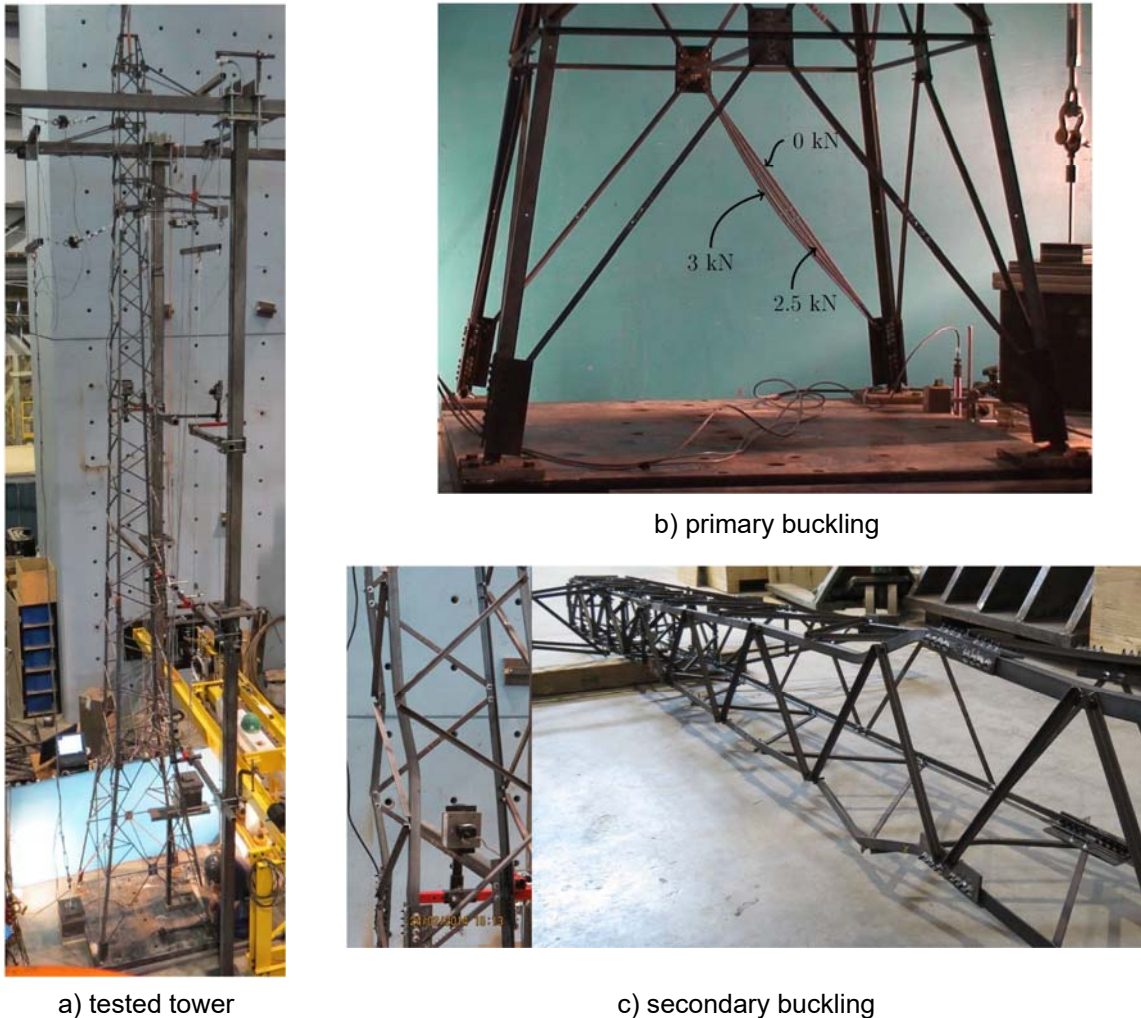 0 kN
3 kN
2.5 kN
b) primary buckling
a) tested tower
c) secondary buckling